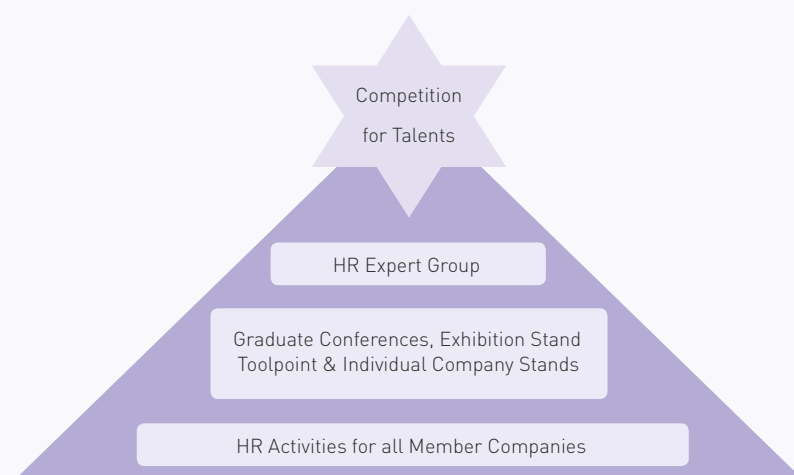 Competition
for Talents
HR Expert Group
Graduate Conferences, Exhibition Stand
Toolpoint & Individual Company Stands
HR Activities for all Member Companies